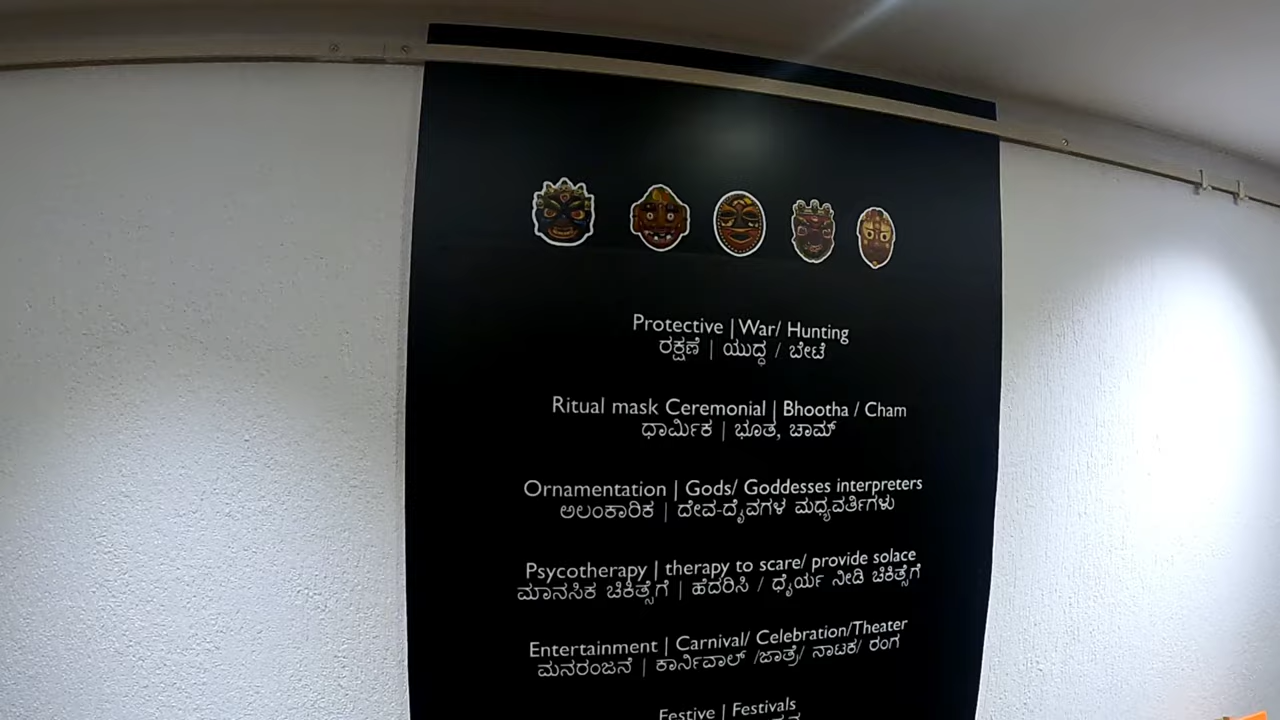 Protective | War/ Hunting
ರಕ್ಷಣೆ | ಯುದ್ಧ / ಬೇಟೆ
Ritual mask Ceremonial | Bhootha / Cham
ಧಾರ್ಮಿಕ | ಭೂತ, ಚಾಮ್
Ornamentation | Gods/ Goddesses interpreters
ಅಲಂಕಾರಿಕ | ದೇವ-ದೈವಗಳ ಮಧ್ಯವರ್ತಿಗಳು
Psycotherapy | therapy to scare/ provide solace
ಮಾನಸಿಕ ಚಿಕಿತ್ಸೆಗೆ | ಹೆದರಿಸಿ / ಧೈರ್ಯ ನೀಡಿ ಚಿಕಿತ್ಸೆಗೆ
Entertainment | Carnival/ Celebration/Theater
ಮನರಂಜನೆ | ಕಾರ್ನಿವಾಲ್ /ಜಾತ್ರೆ/ ನಾಟಕ/ ರಂಗ
Festive | Festivals